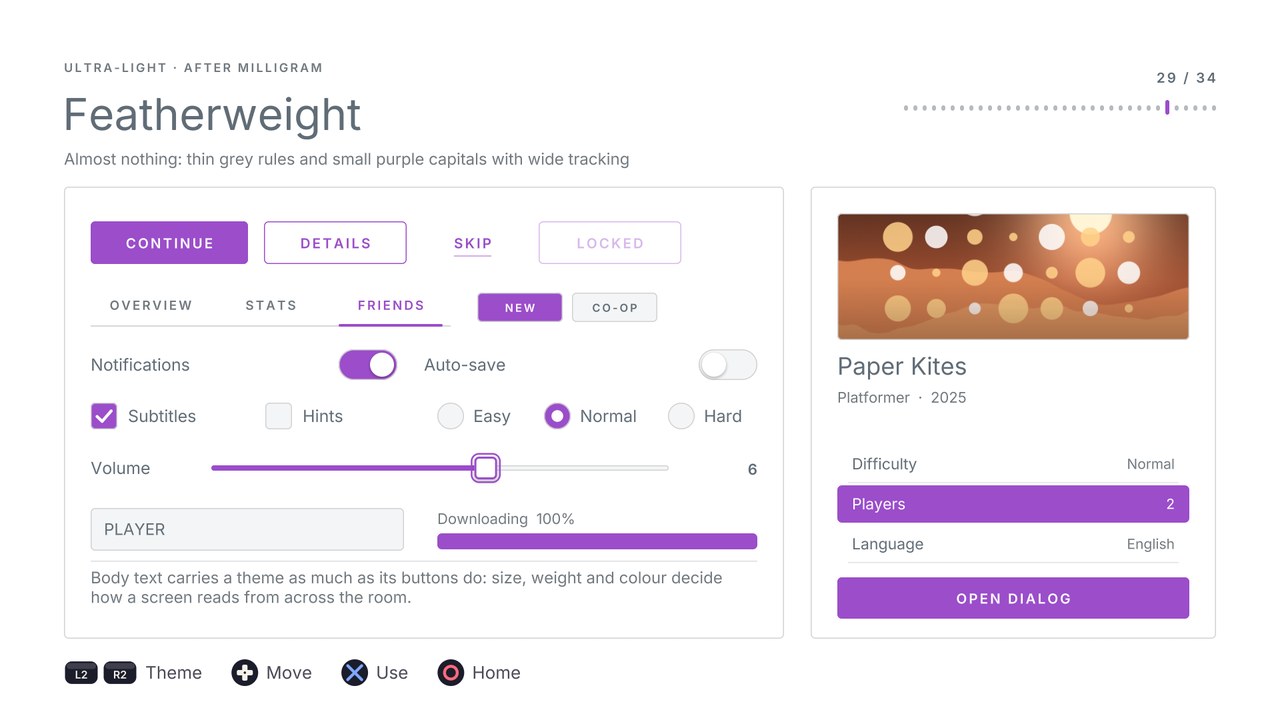 ULTRA-LIGHT · AFTER MILLIGRAM
29 / 34
Featherweight
Almost nothing: thin grey rules and small purple capitals with wide tracking
CONTINUE DETAILS SKIP LOCKED
OVERVIEW STATS FRIENDS NEW CO-OP
Notifications Auto-save
Subtitles Hints Easy Normal Hard
Volume 6
PLAYER
Downloading 100%
Body text carries a theme as much as its buttons do: size, weight and colour decide
how a screen reads from across the room.
Paper Kites
Platformer · 2025
Difficulty Normal
Players 2
Language English
OPEN DIALOG
L2 R2 Theme Move Use Home